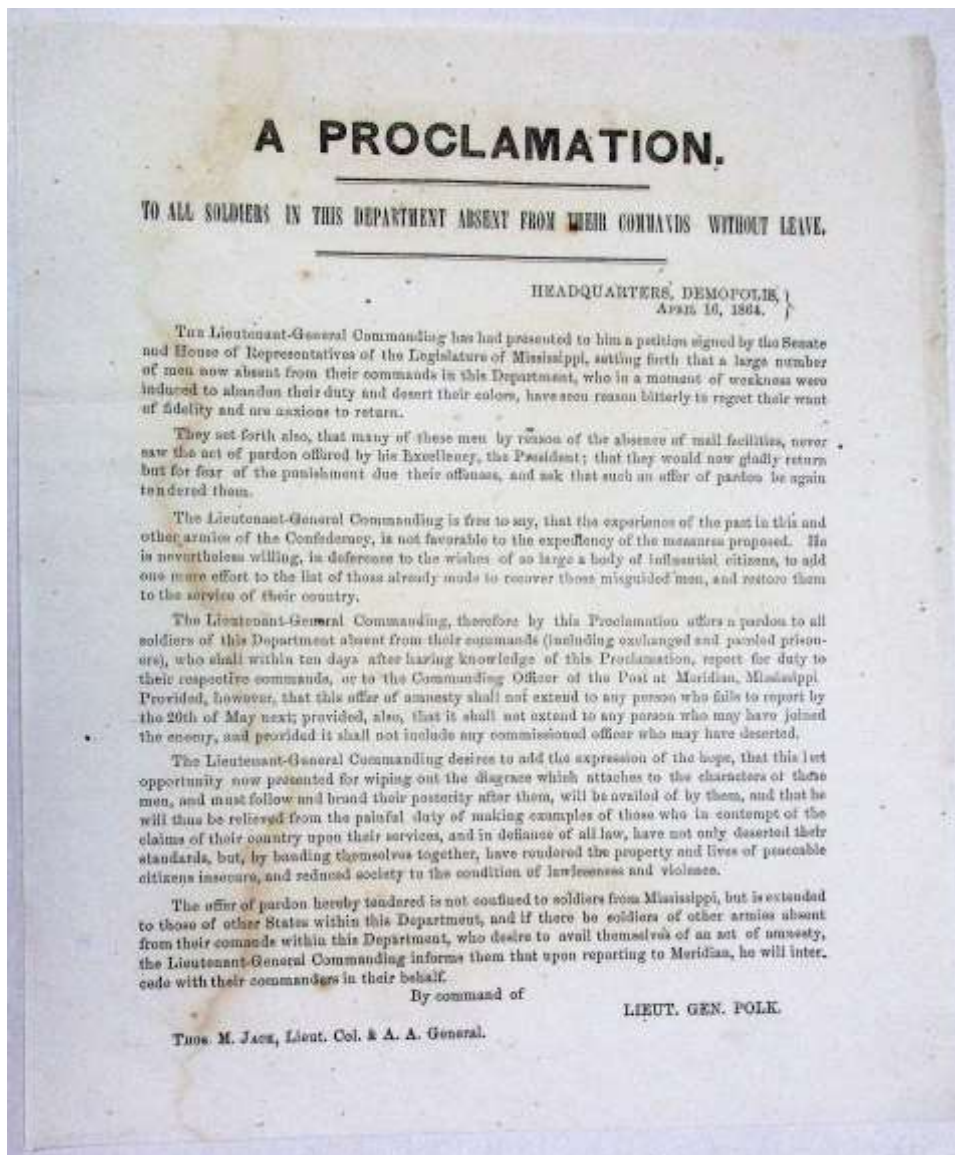 A PROCLAMATION.
TO ALL SOLDIERS IN THIS DEPARTMENT ABSENT FROM THEIR COMMANDS WITHOUT LEAVE.
HEADQUARTERS, DEMOPOLIS, }
APRIL 16, 1864. }
THE Lieutenant-General Commanding has had presented to him a petition signed by the Senate
and House of Representatives of the Legislature of Mississippi, setting forth that a large number
of men now absent from their commands in this Department, who in a moment of weakness were
induced to abandon their duty and desert their colors, have seen reason bitterly to regret their want
of fidelity and are anxious to return.
They set forth also, that many of these men by reason of the absence of mail facilities, never
saw the act of pardon offered by his Excellency, the President; that they would now gladly return
but for fear of the punishment due their offenses, and ask that such an offer of pardon be again
tendered them.
The Lieutenant-General Commanding is free to say, that the experience of the past in this and
other armies of the Confederacy, is not favorable to the expediency of the measures proposed. He
is nevertheless willing, in deference to the wishes of so large a body of influential citizens, to add
one more effort to the list of those already made to recover those misguided men, and restore them
to the service of their country.
The Lieutenant-General Commanding, therefore by this Proclamation offers a pardon to all
soldiers of this Department absent from their commands (including exchanged and paroled prison-
ers), who shall within ten days after having knowledge of this Proclamation, report for duty to
their respective commands, or to the Commanding Officer of the Post at Meridian, Mississippi
Provided, however, that this offer of amnesty shall not extend to any person who fails to report by
the 20th of May next; provided, also, that it shall not extend to any person who may have joined
the enemy, and provided it shall not include any commissioned officer who may have deserted.
The Lieutenant-General Commanding desires to add the expression of the hope, that this last
opportunity now presented for wiping out the disgrace which attaches to the characters of these
men, and must follow and brand their posterity after them, will be availed of by them, and that he
will thus be relieved from the painful duty of making examples of those who in contempt of the
claims of their country upon their services, and in defiance of all law, have not only deserted their
standards, but, by banding themselves together, have rendered the property and lives of peaceable
citizens insecure, and reduced society to the condition of lawlessness and violence.
The offer of pardon hereby tendered is not confined to soldiers from Mississippi, but is extended
to those of other States within this Department, and if there be soldiers of other armies absent
from their comands within this Department, who desire to avail themselves of an act of amnesty,
the Lieutenant-General Commanding informs them that upon reporting to Meridian, he will inter-
cede with their commanders in their behalf.
By command of
LIEUT. GEN. POLK.
THOS. M. JACK, Lieut. Col. & A. A. General.